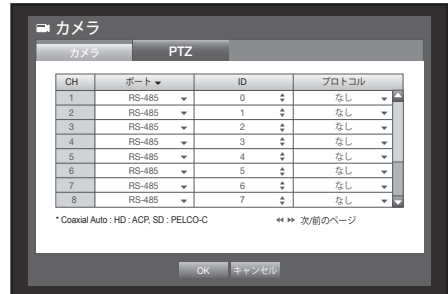 カメラ
カメラ PTZ
CH ポート ID プロトコル
1 RS-485 0 なし
2 RS-485 1 なし
3 RS-485 2 なし
4 RS-485 3 なし
5 RS-485 4 なし
6 RS-485 5 なし
7 RS-485 6 なし
8 RS-485 7 なし
* Coaxial Auto : HD : ACP, SD : PELCO-C 次/前のページ
OK キャンセル